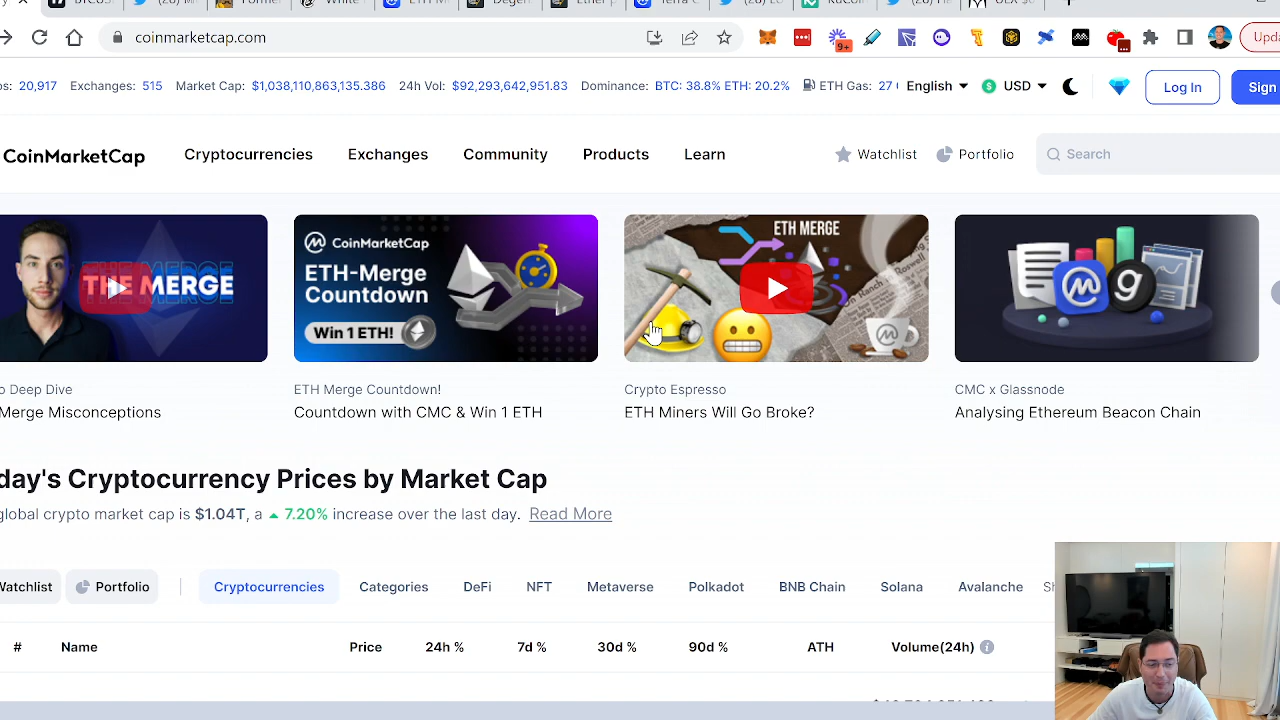 coinmarketcap.com
9+
20,917 Exchanges: 515 Market Cap: $1,038,110,863,135.386 24h Vol: $92,293,642,951.83 Dominance: BTC: 38.8% ETH: 20.2% ETH Gas: 27 English USD Log In Sign
CoinMarketCap Cryptocurrencies Exchanges Community Products Learn Watchlist Portfolio Search
THE MERGE
CoinMarketCap
ETH-Merge
Countdown
Win 1 ETH!
ETH MERGE
Deep Dive
Merge Misconceptions
ETH Merge Countdown!
Countdown with CMC & Win 1 ETH
Crypto Espresso
ETH Miners Will Go Broke?
CMC x Glassnode
Analysing Ethereum Beacon Chain
day's Cryptocurrency Prices by Market Cap
global crypto market cap is $1.04T, a 7.20% increase over the last day. Read More
Watchlist Portfolio Cryptocurrencies Categories DeFi NFT Metaverse Polkadot BNB Chain Solana Avalanche
# Name Price 24h % 7d % 30d % 90d % ATH Volume(24h)